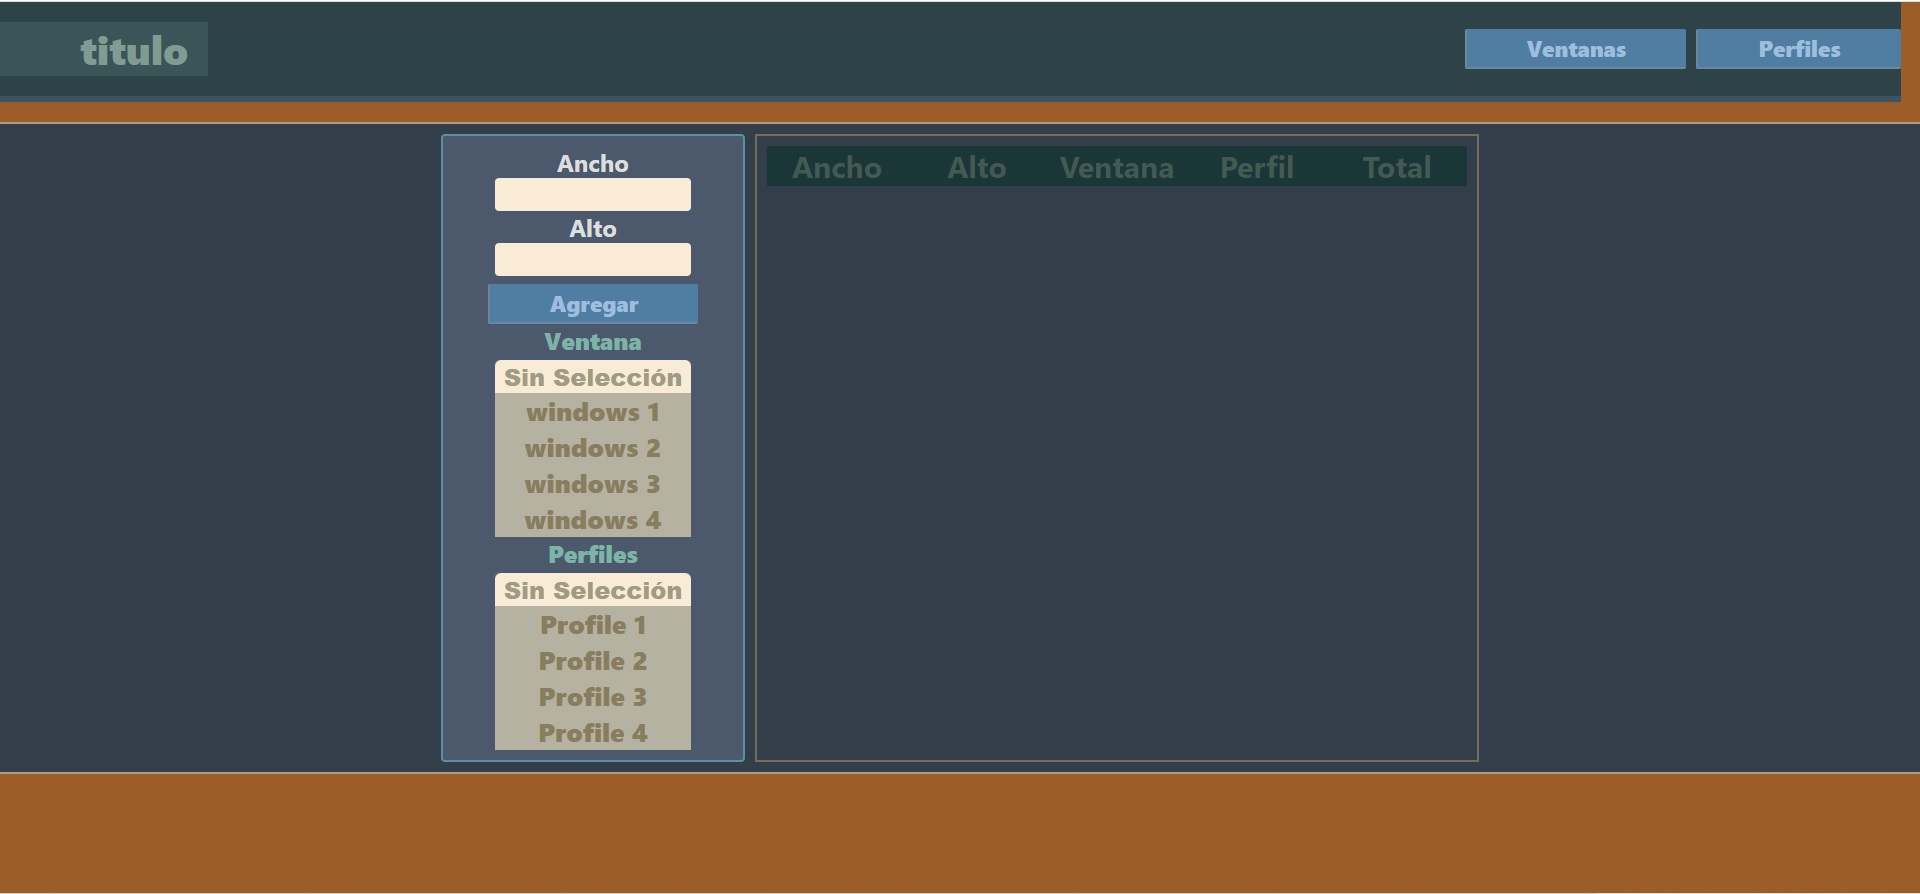 titulo
Ventanas
Perfiles
Ancho
Alto
Agregar
Ventana
Sin Selección
windows 1
windows 2
windows 3
windows 4
Perfiles
Sin Selección
Profile 1
Profile 2
Profile 3
Profile 4
Ancho Alto Ventana Perfil Total